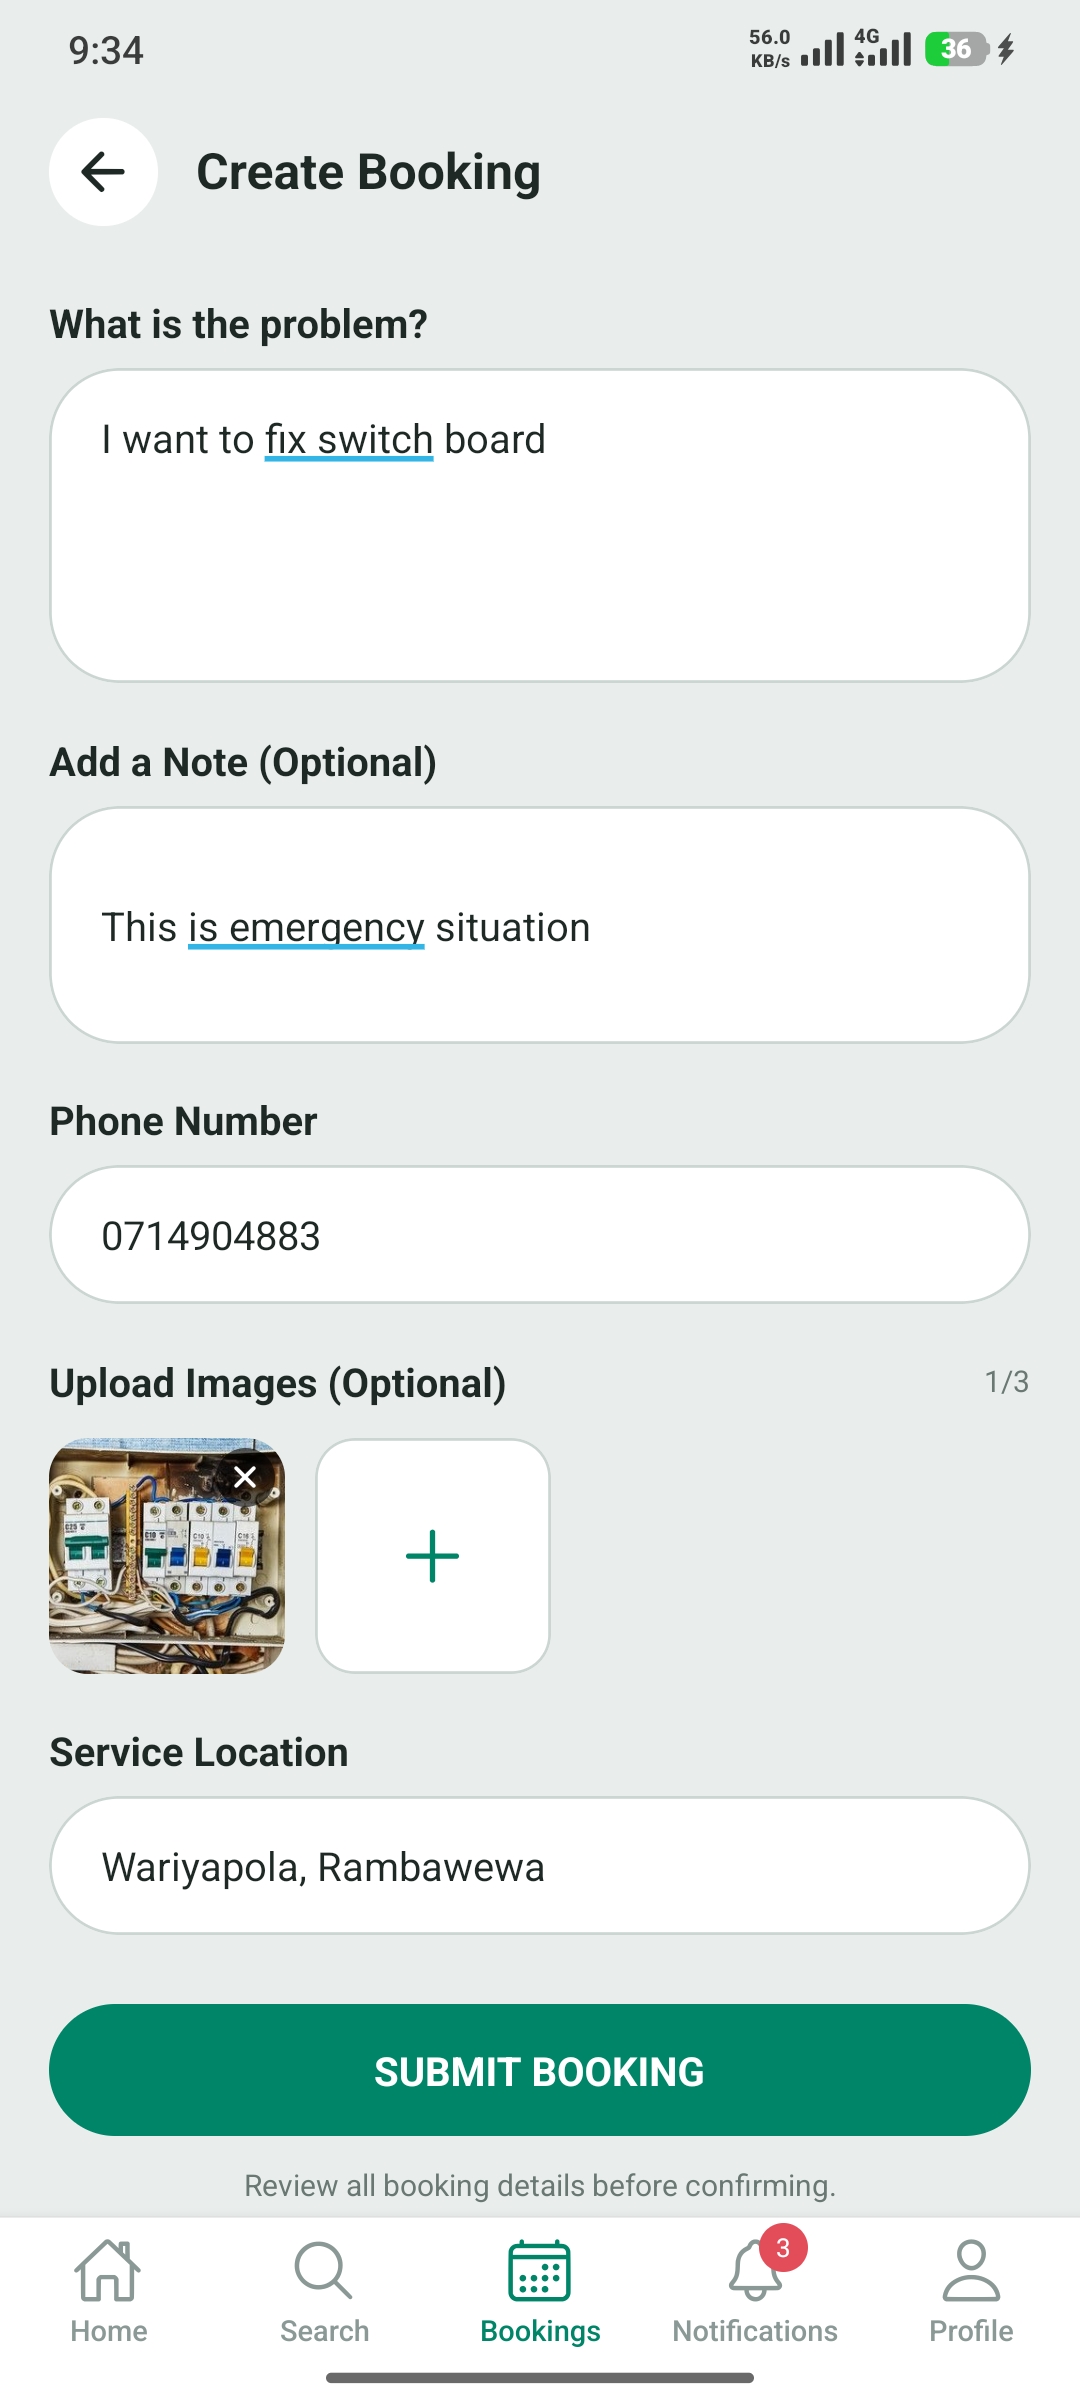 9:34
56.0 KB/s 4G 36
Create Booking
What is the problem?
I want to fix switch board
Add a Note (Optional)
This is emergency situation
Phone Number
0714904883
Upload Images (Optional)
1/3
Service Location
Wariyapola, Rambawewa
SUBMIT BOOKING
Review all booking details before confirming.
3
Home Search Bookings Notifications Profile